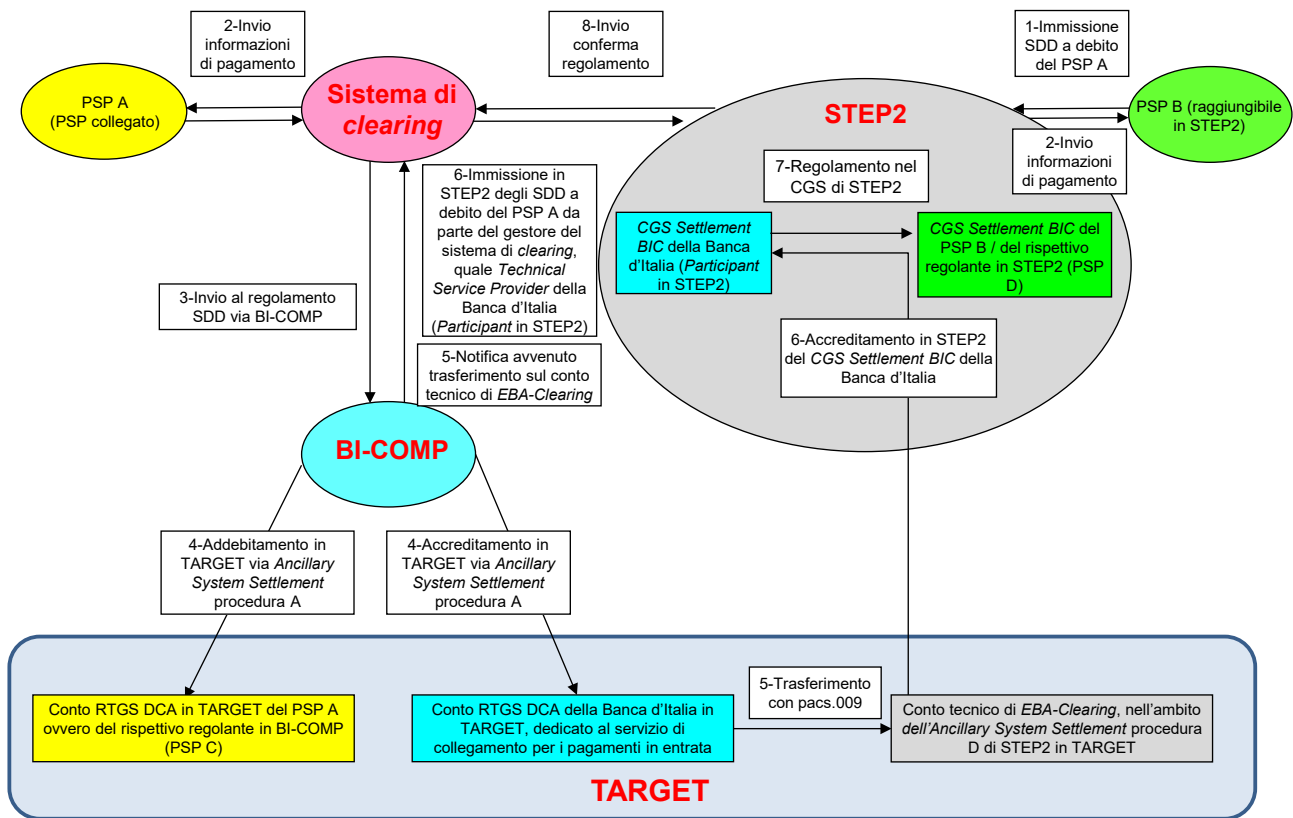 2-Invio
informazioni
di pagamento
8-Invio
conferma
regolamento
1-Immissione
SDD a debito
del PSP A
PSP A
(PSP collegato)
Sistema di
clearing
STEP2
PSP B (raggiungibile
in STEP2)
2-Invio
informazioni
di pagamento
7-Regolamento nel
CGS di STEP2
6-Immissione in
STEP2 degli SDD a
debito del PSP A da
parte del gestore del
sistema di clearing,
quale Technical
Service Provider della
Banca d'Italia
(Participant in STEP2)
CGS Settlement
BIC della Banca
d'Italia (Participant
in STEP2)
CGS Settlement BIC del
PSP B / del rispettivo
regolante in STEP2 (PSP
D)
3-Invio al regolamento
SDD via BI-COMP
6-Accreditamento in STEP2
del CGS Settlement BIC della
Banca d'Italia
5-Notifica avvenuto
trasferimento sul conto
tecnico di EBA-Clearing
BI-COMP
4-Addebitamento in
TARGET via Ancillary
System Settlement
procedura A
4-Accreditamento in
TARGET via Ancillary
System Settlement
procedura A
5-Trasferimento
con pacs.009
Conto RTGS DCA in TARGET del PSP A
ovvero del rispettivo regolante in BI-COMP
(PSP C)
Conto RTGS DCA della Banca d'Italia in
TARGET, dedicato al servizio di
collegamento per i pagamenti in entrata
Conto tecnico di EBA-Clearing, nell'ambito
dell'Ancillary System Settlement procedura
D di STEP2 in TARGET
TARGET